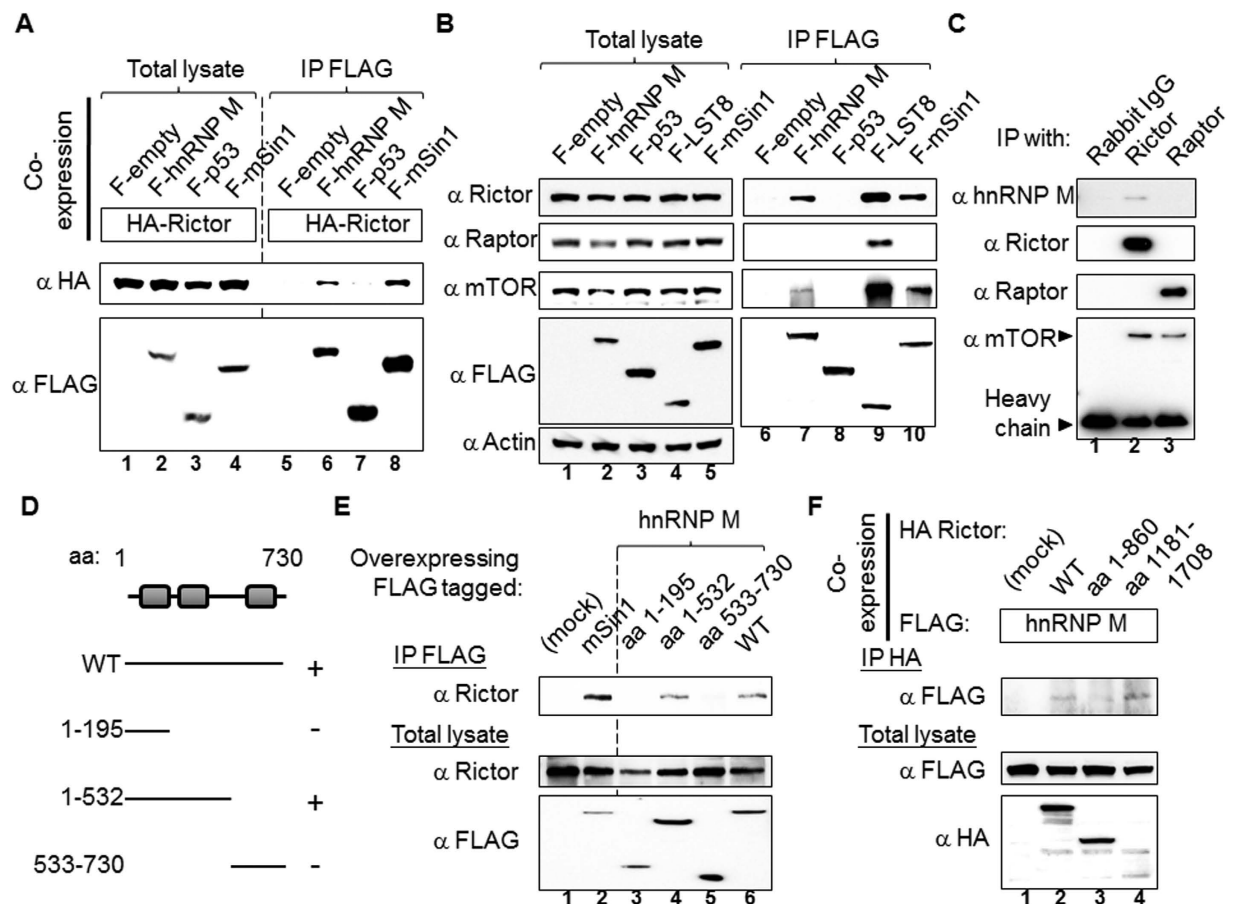 A
Total lysate
IP FLAG
Co-
expression
F-empty
F-hnRNP M
F-p53
F-mSin1
F-empty
F-hnRNP M
F-p53
F-mSin1
HA-Rictor
HA-Rictor
α HA
α FLAG
1 2 3 4 5 6 7 8
B
Total lysate
IP FLAG
F-empty
F-hnRNP M
F-p53
F-LST8
F-mSin1
F-empty
F-hnRNP M
F-p53
F-LST8
F-mSin1
α Rictor
α Raptor
α mTOR
α FLAG
α Actin
1 2 3 4 5
6 7 8 9 10
C
IP with:
Rabbit IgG
Rictor
Raptor
α hnRNP M
α Rictor
α Raptor
α mTOR
Heavy
chain
1 2 3
D
aa: 1 730
WT +
1-195 -
1-532 +
533-730 -
E
hnRNP M
Overexpressing
FLAG tagged:
(mock)
mSin1
aa 1-195
aa 1-532
aa 533-730
WT
IP FLAG
α Rictor
Total lysate
α Rictor
α FLAG
1 2 3 4 5 6
F
Co-
expression
HA Rictor:
(mock)
WT
aa 1-860
aa 1181-
1708
FLAG:
hnRNP M
IP HA
α FLAG
Total lysate
α FLAG
α HA
1 2 3 4